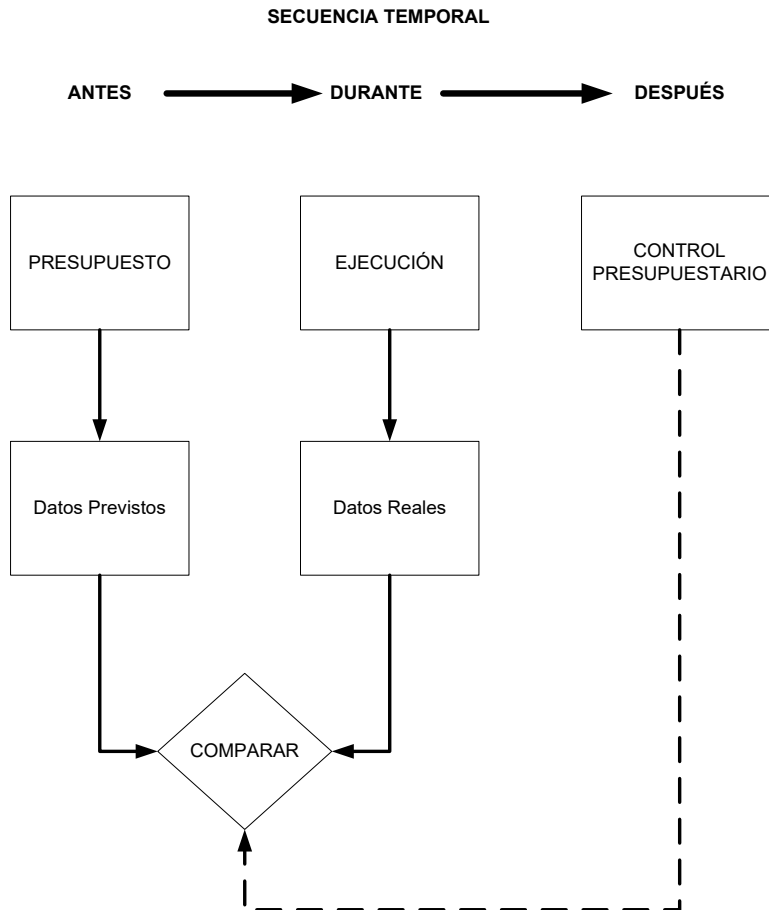 SECUENCIA TEMPORAL
ANTES
DURANTE
DESPUÉS
PRESUPUESTO
EJECUCIÓN
CONTROL
PRESUPUESTARIO
Datos Previstos
Datos Reales
COMPARAR